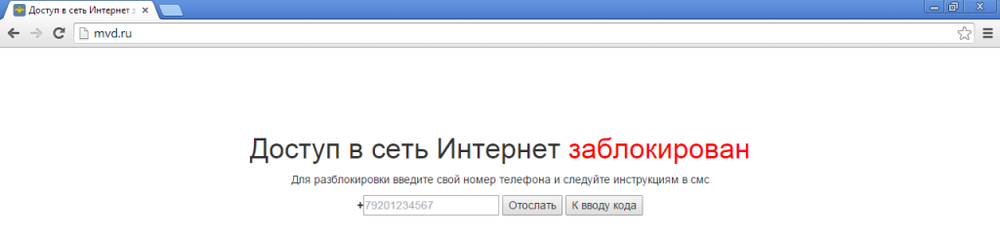 Доступ в сеть Интернет з
mvd.ru
Доступ в сеть Интернет заблокирован
Для разблокировки введите свой номер телефона и следуйте инструкциям в смс
+79201234567 Отослать К вводу кода